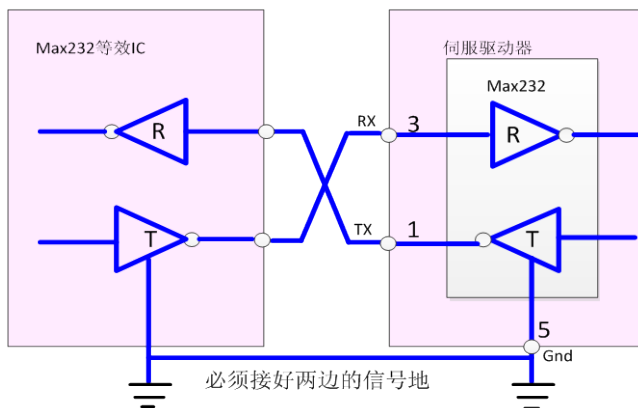 Max232等效IC
伺服驱动器
Max232
R
RX
3
R
T
TX
1
T
5
Gnd
必须接好两边的信号地